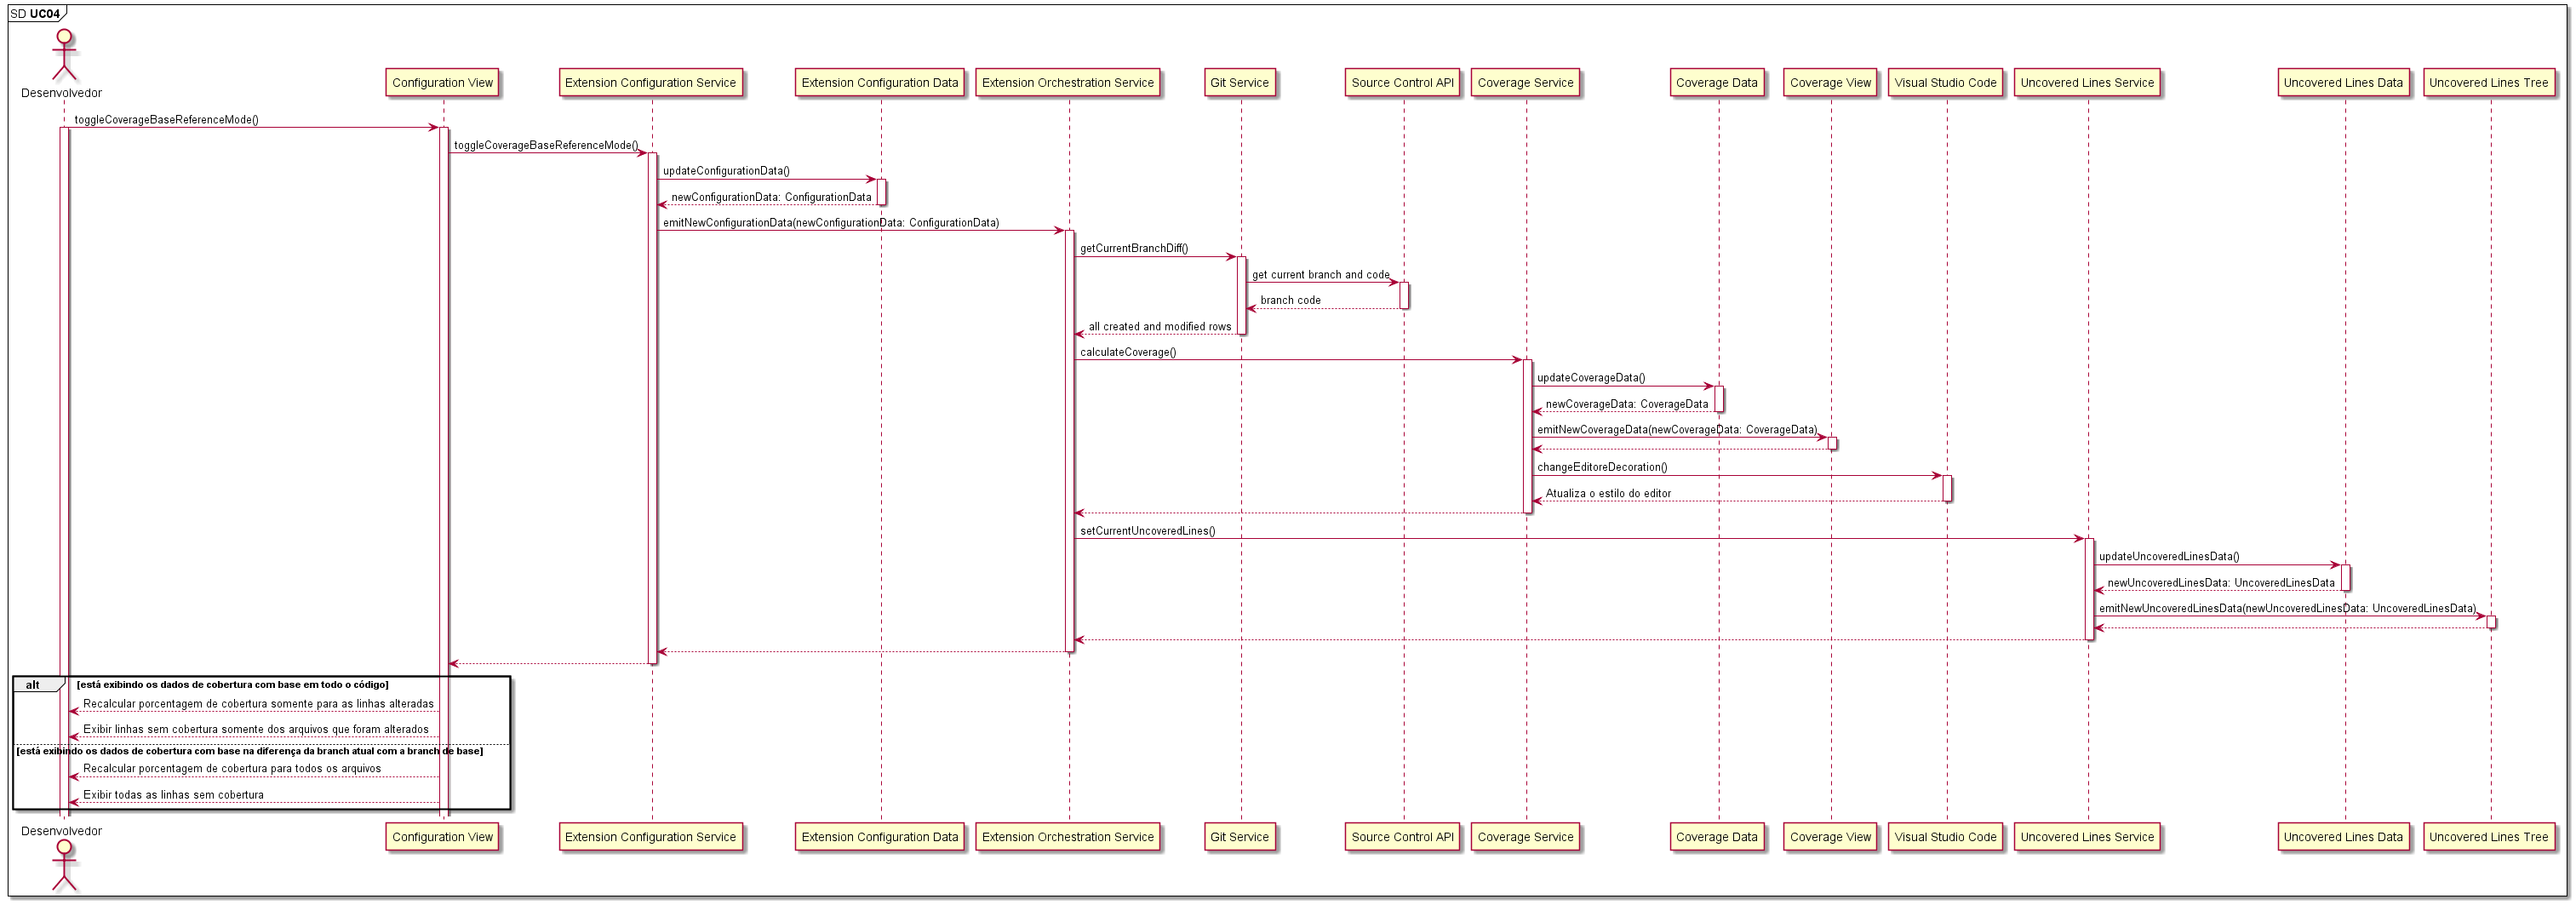 SD UC04
Desenvolvedor
Configuration View
Extension Configuration Service
Extension Configuration Data
Extension Orchestration Service
Git Service
Source Control API
Coverage Service
Coverage Data
Coverage View
Visual Studio Code
Uncovered Lines Service
Uncovered Lines Data
Uncovered Lines Tree
toggleCoverageBaseReferenceMode()
toggleCoverageBaseReferenceMode()
updateConfigurationData()
newConfigurationData: ConfigurationData
emitNewConfigurationData(newConfigurationData: ConfigurationData)
getCurrentBranchDiff()
get current branch and code
branch code
all created and modified rows
calculateCoverage()
updateCoverageData()
newCoverageData: CoverageData
emitNewCoverageData(newCoverageData: CoverageData)
changeEditoreDecoration()
Atualiza o estilo do editor
setCurrentUncoveredLines()
updateUncoveredLinesData()
newUncoveredLinesData: UncoveredLinesData
emitNewUncoveredLinesData(newUncoveredLinesData: UncoveredLinesData)
alt [está exibindo os dados de cobertura com base em todo o código]
Recalcular porcentagem de cobertura somente para as linhas alteradas
Exibir linhas sem cobertura somente dos arquivos que foram alterados
[está exibindo os dados de cobertura com base na diferença da branch atual com a branch de base]
Recalcular porcentagem de cobertura para todos os arquivos
Exibir todas as linhas sem cobertura
Desenvolvedor
Configuration View
Extension Configuration Service
Extension Configuration Data
Extension Orchestration Service
Git Service
Source Control API
Coverage Service
Coverage Data
Coverage View
Visual Studio Code
Uncovered Lines Service
Uncovered Lines Data
Uncovered Lines Tree